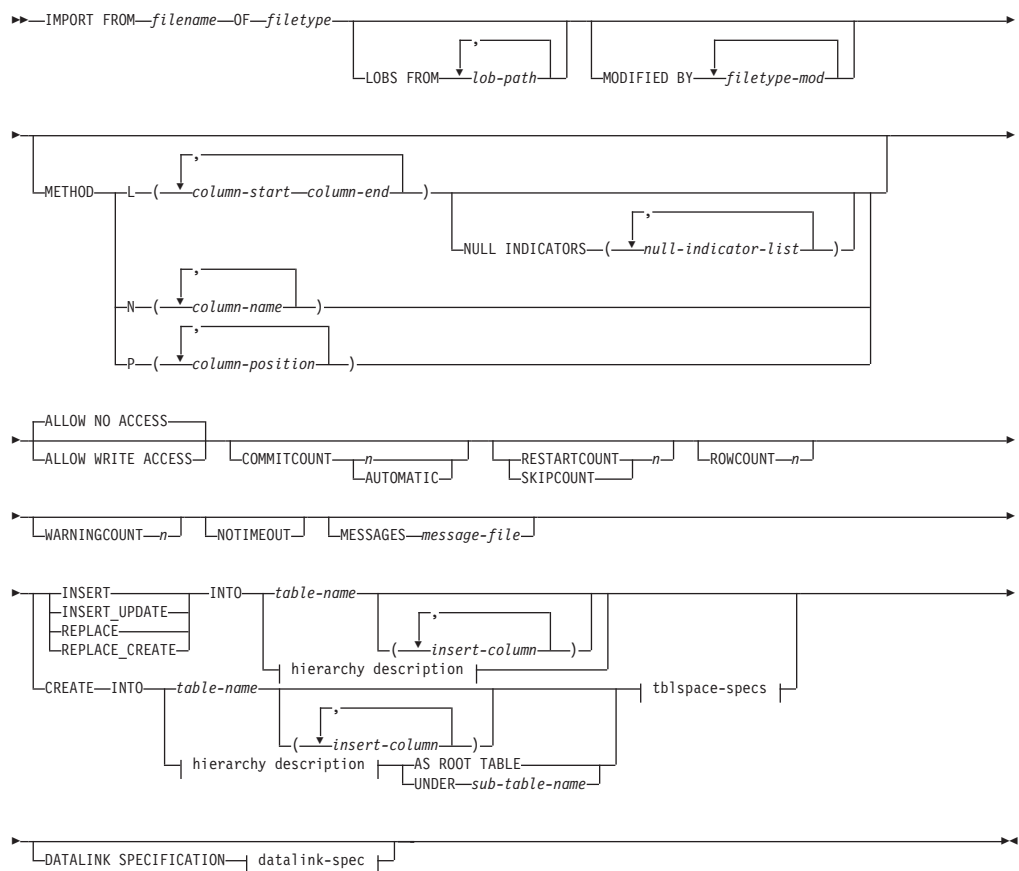 IMPORT FROM filename OF filetype
,
LOBS FROM lob-path
MODIFIED BY filetype-mod
,
METHOD L ( column-start column-end )
,
NULL INDICATORS ( null-indicator-list )
,
N ( column-name )
,
P ( column-position )
ALLOW NO ACCESS
ALLOW WRITE ACCESS
COMMITCOUNT n
AUTOMATIC
RESTARTCOUNT n
SKIPCOUNT
ROWCOUNT n
WARNINGCOUNT n NOTIMEOUT MESSAGES message-file
INSERT INTO table-name
INSERT_UPDATE
REPLACE
REPLACE_CREATE
,
( insert-column )
hierarchy description
CREATE INTO table-name tblspace-specs
,
( insert-column )
hierarchy description AS ROOT TABLE
UNDER sub-table-name
DATALINK SPECIFICATION datalink-spec